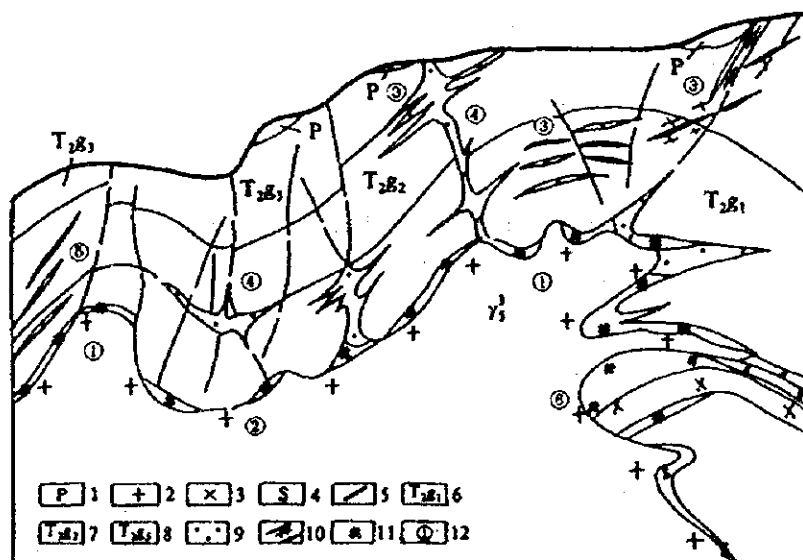 P ③ ④ ③ P ③
T₂g₃ P
T₂g₃ T₂g₂ T₂g₁
⑧ ④ ①
γ₅³
① ⑥
②
P 1 + 2 × 3 S 4 5 T₂g₁ 6
T₂g₂ 7 T₂g₃ 8 9 10 11 ① 12